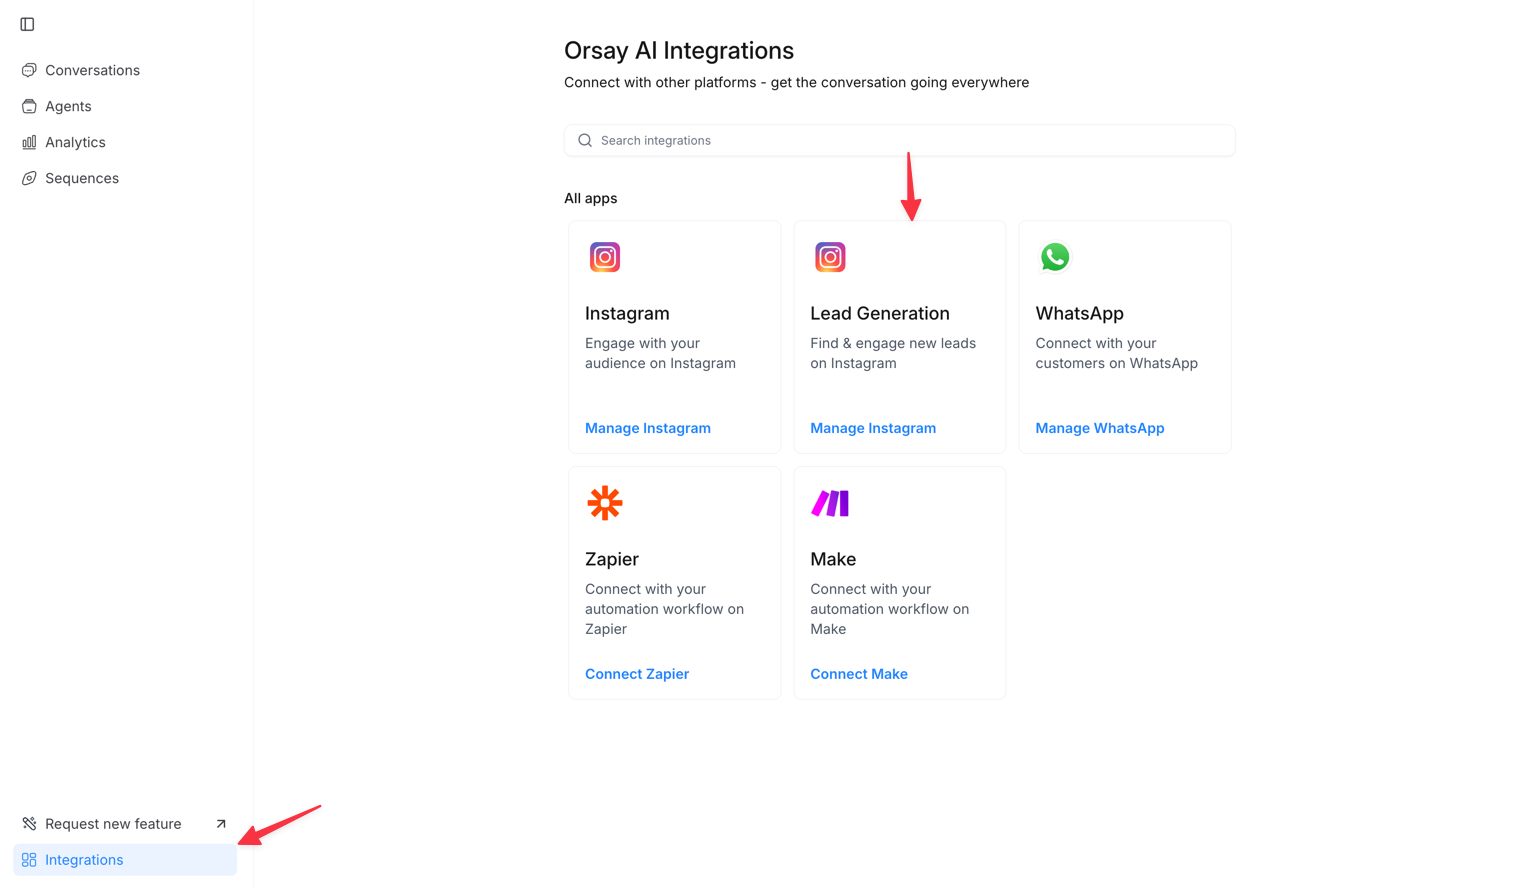 Conversations
Agents
Analytics
Sequences
Request new feature
Integrations
Orsay AI Integrations
Connect with other platforms - get the conversation going everywhere
Search integrations
All apps
Instagram
Engage with your
audience on Instagram
Manage Instagram
Lead Generation
Find & engage new leads
on Instagram
Manage Instagram
WhatsApp
Connect with your
customers on WhatsApp
Manage WhatsApp
Zapier
Connect with your
automation workflow on
Zapier
Connect Zapier
Make
Connect with your
automation workflow on
Make
Connect Make